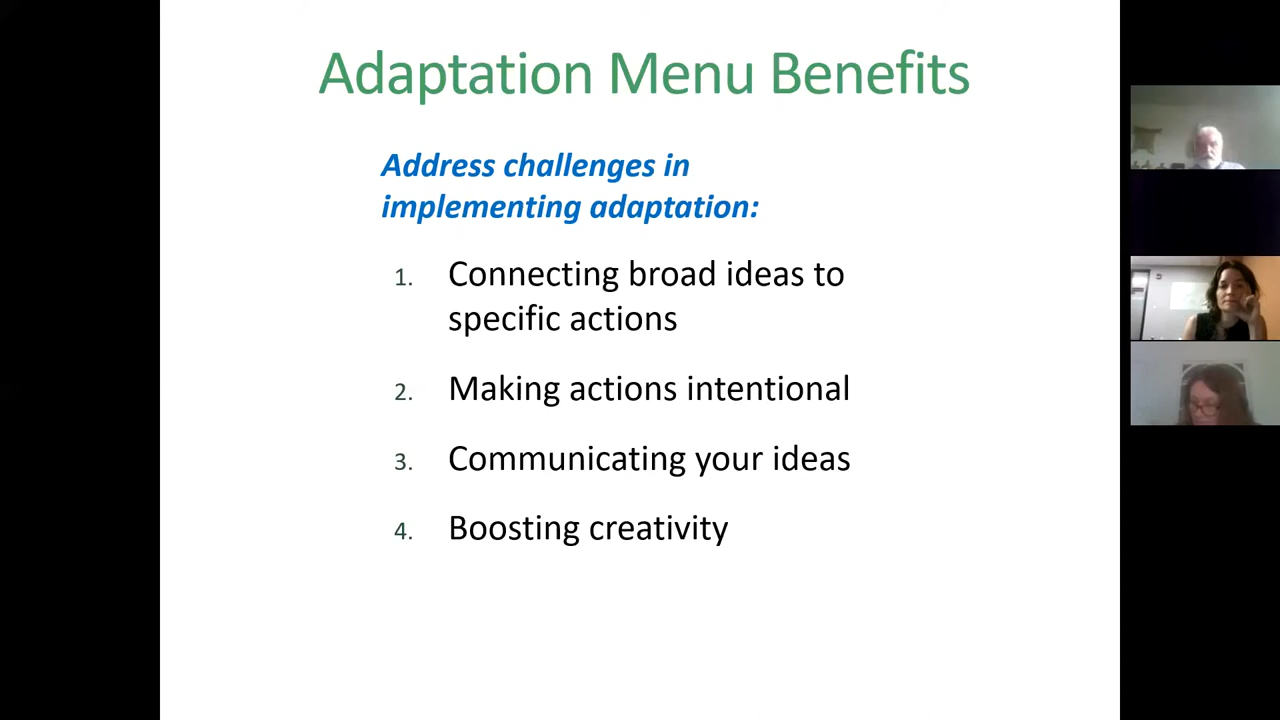 Adaptation Menu Benefits
Address challenges in
implementing adaptation:
1. Connecting broad ideas to
specific actions
2. Making actions intentional
3. Communicating your ideas
4. Boosting creativity